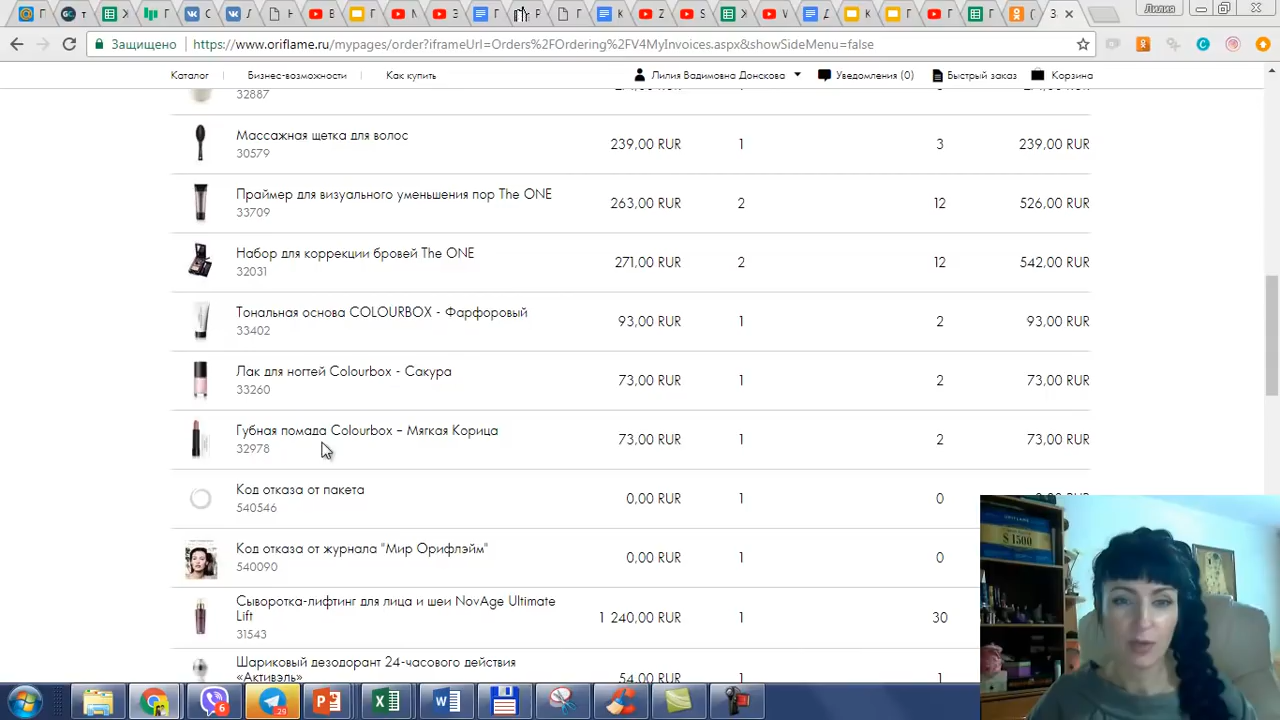 Лилия
Защищено
https://www.oriflame.ru/mypages/order?iframeUrl=Orders%2FOrdering%2FV4MyInvoices.aspx&showSideMenu=false
Каталог
Бизнес-возможности
Как купить
Лилия Вадимовна Донскова
Уведомления (0)
Быстрый заказ
Корзина
32887
Массажная щетка для волос
239,00 RUR 1 3 239,00 RUR
30579
Праймер для визуального уменьшения пор The ONE
263,00 RUR 2 12 526,00 RUR
33709
Набор для коррекции бровей The ONE
271,00 RUR 2 12 542,00 RUR
32031
Тональная основа COLOURBOX - Фарфоровый
93,00 RUR 1 2 93,00 RUR
33402
Лак для ногтей Colourbox - Сакура
73,00 RUR 1 2 73,00 RUR
33260
Губная помада Colourbox – Мягкая Корица
73,00 RUR 1 2 73,00 RUR
32978
Код отказа от пакета
0,00 RUR 1 0
540546
Код отказа от журнала "Мир Орифлэйм"
0,00 RUR 1 0
540090
Сыворотка-лифтинг для лица и шеи NovAge Ultimate
Lift
1 240,00 RUR 1 30
31543
Шариковый дезодорант 24-часового действия
«Активэль»
54,00 RUR 1 1
ORIFLAME
$ 1500